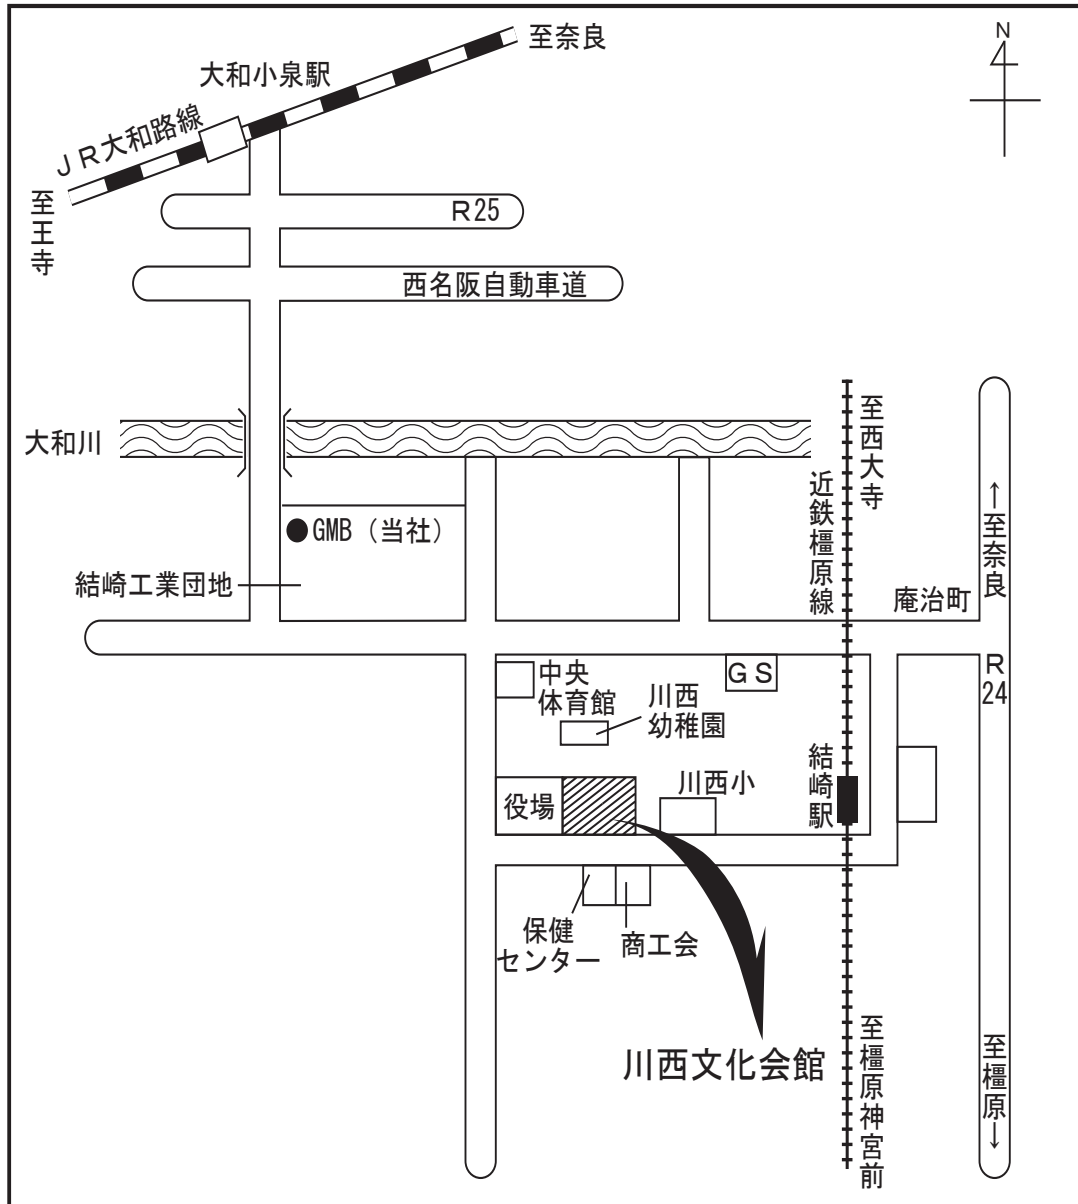 至奈良
N
大和小泉駅
ＪＲ大和路線
至王寺
Ｒ25
西名阪自動車道
大和川
至西大寺
近鉄橿原線
←至奈良
●GMB（当社）
結崎工業団地
庵治町
中央
体育館
ＧＳ
Ｒ
24
川西
幼稚園
結崎駅
役場
川西小
保健
センター
商工会
川西文化会館
至橿原神宮前
至橿原→